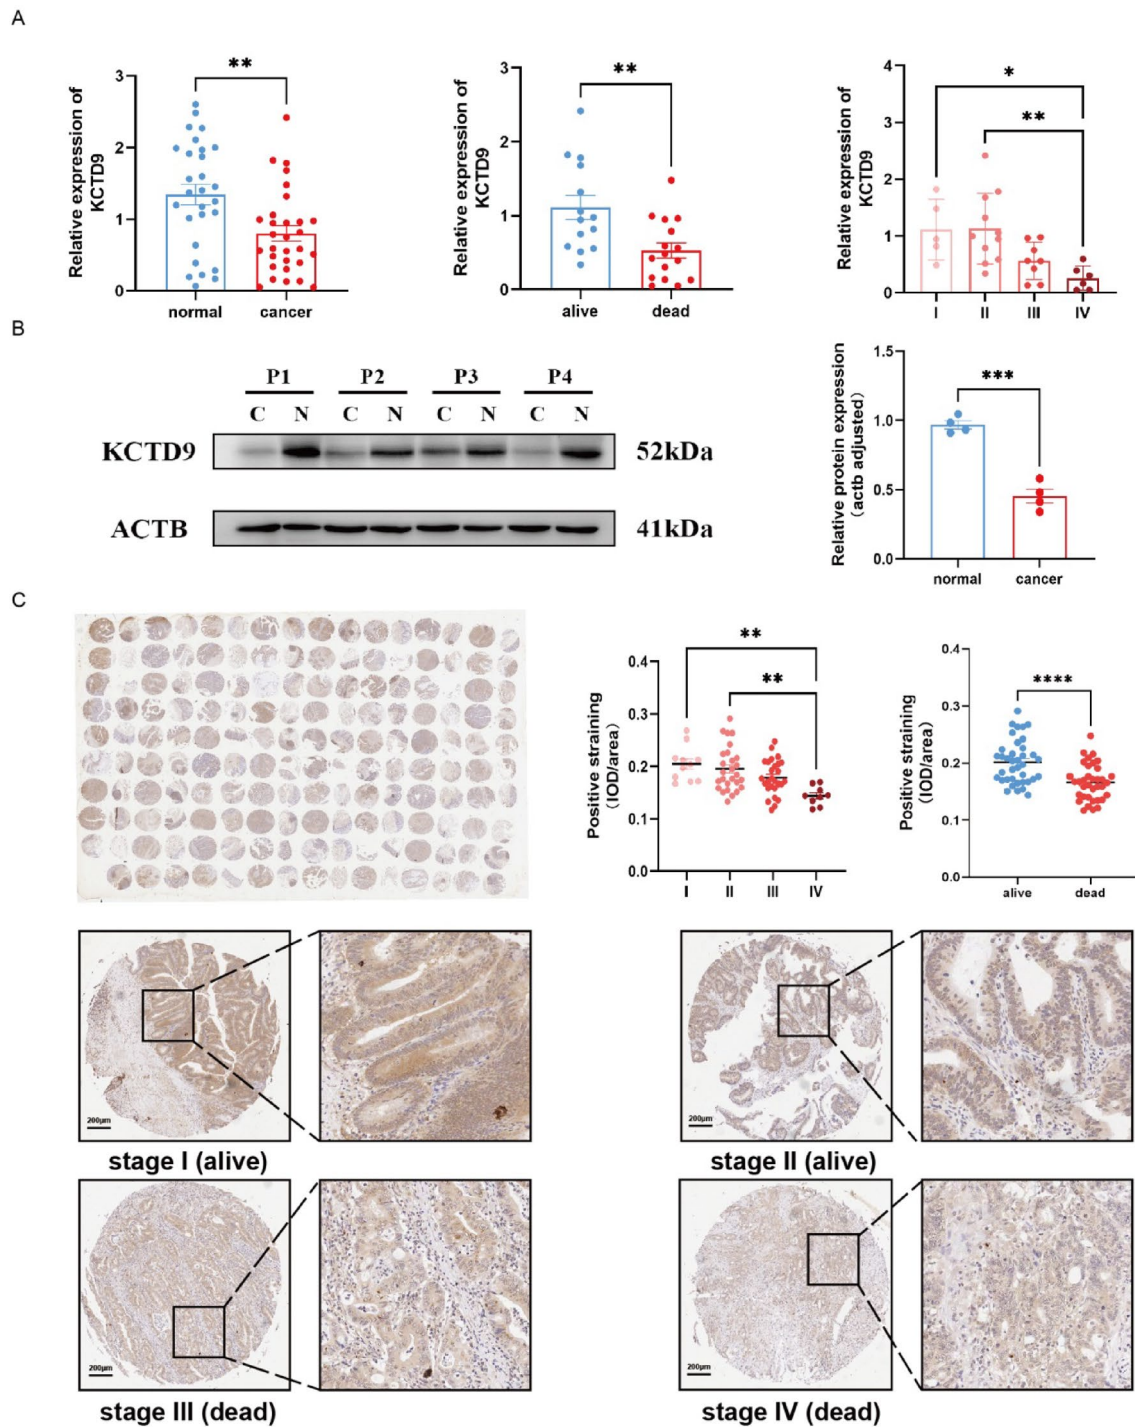 A
Relative expression of
KCTD9
3
2
1
0
**
normal
cancer
Relative expression of
KCTD9
3
2
1
0
**
alive
dead
Relative expression of
KCTD9
4
3
2
1
0
*
**
I II III IV
B
P1 P2 P3 P4
C N C N C N C N
KCTD9 52kDa
ACTB 41kDa
Relative protein expression
(actb adjusted)
1.5
1.0
0.5
0.0
***
normal
cancer
C
Positive straining
(IOD/area)
0.4
0.3
0.2
0.1
0.0
**
**
I II III IV
Positive straining
(IOD/area)
0.4
0.3
0.2
0.1
0.0
****
alive
dead
200μm
stage I (alive)
200μm
stage II (alive)
200μm
stage III (dead)
200μm
stage IV (dead)